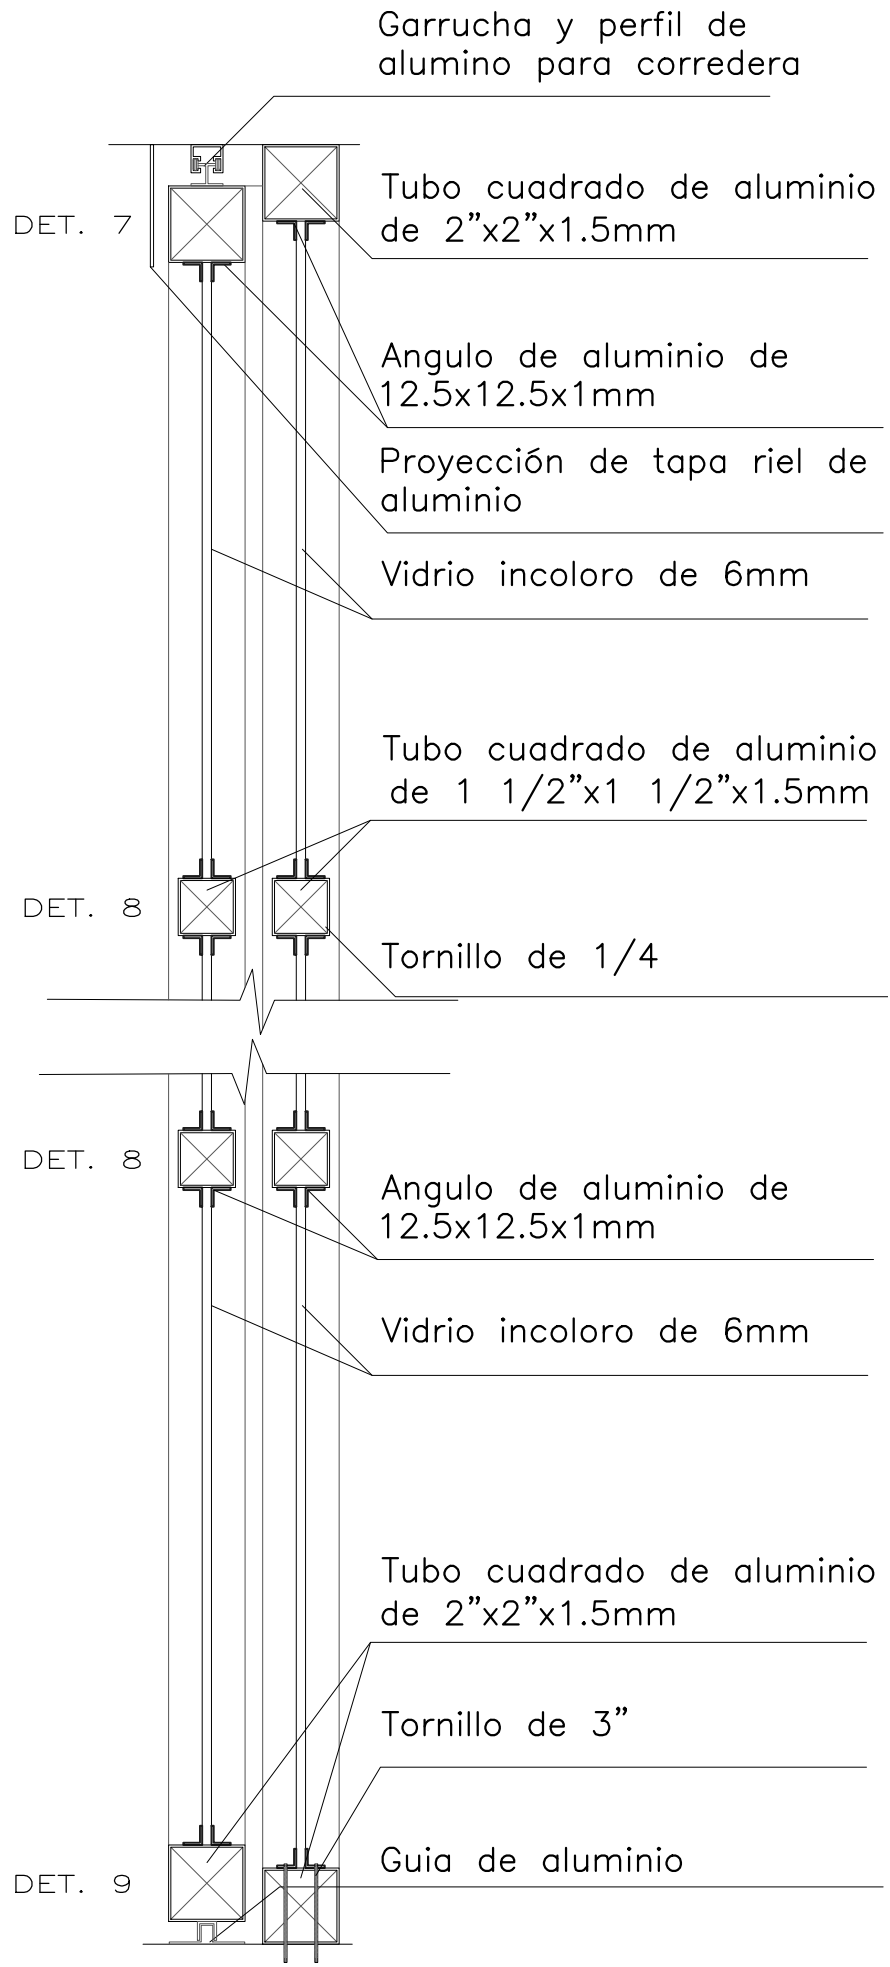 Garrucha y perfil de
alumino para corredera
Tubo cuadrado de aluminio
DET. 7
de 2”x2”x1.5mm
Angulo de aluminio de
12.5x12.5x1mm
Proyección de tapa riel de
aluminio
Vidrio incoloro de 6mm
Tubo cuadrado de aluminio
de 1 1/2”x1 1/2”x1.5mm
DET. 8
Tornillo de 1/4
DET. 8
Angulo de aluminio de
12.5x12.5x1mm
Vidrio incoloro de 6mm
Tubo cuadrado de aluminio
de 2”x2”x1.5mm
Tornillo de 3”
Guia de aluminio
DET. 9